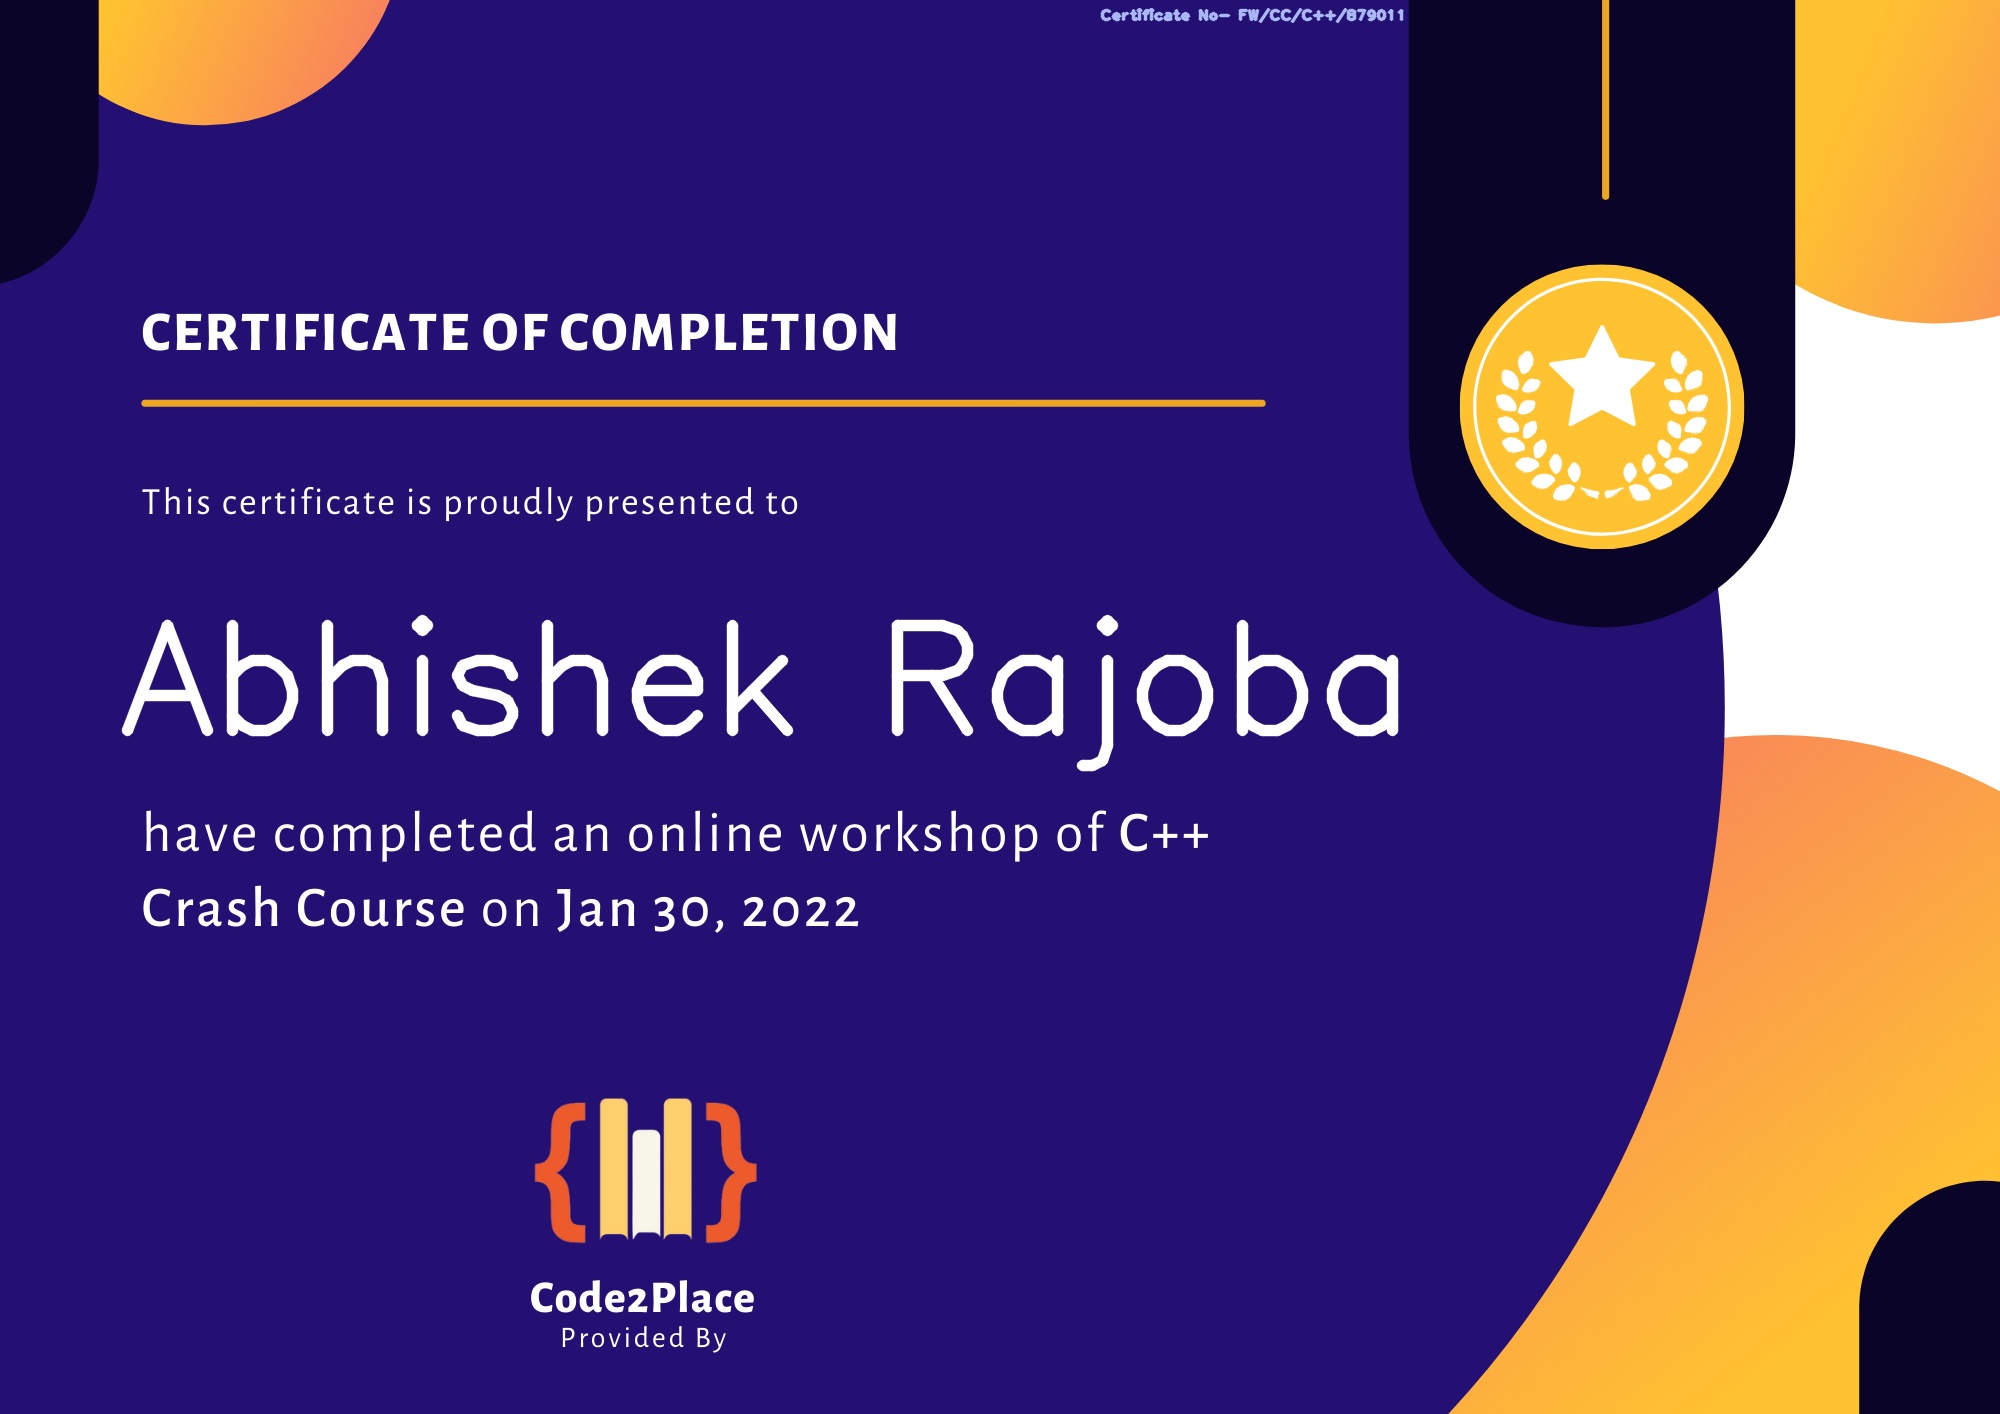 Certificate No- FW/CC/C++/879011
CERTIFICATE OF COMPLETION
This certificate is proudly presented to
Abhishek Rajoba
have completed an online workshop of C++
Crash Course on Jan 30, 2022
Code2Place
Provided By